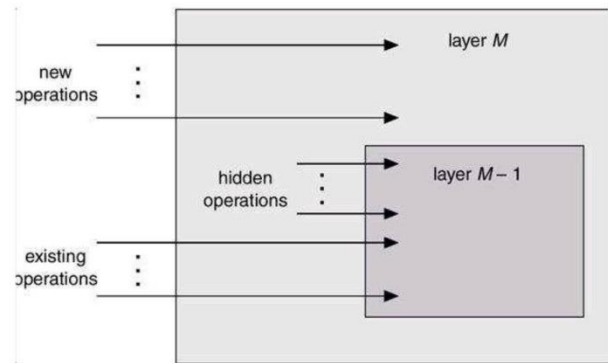 layer M
new
operations
layer M – 1
hidden
operations
existing
operations